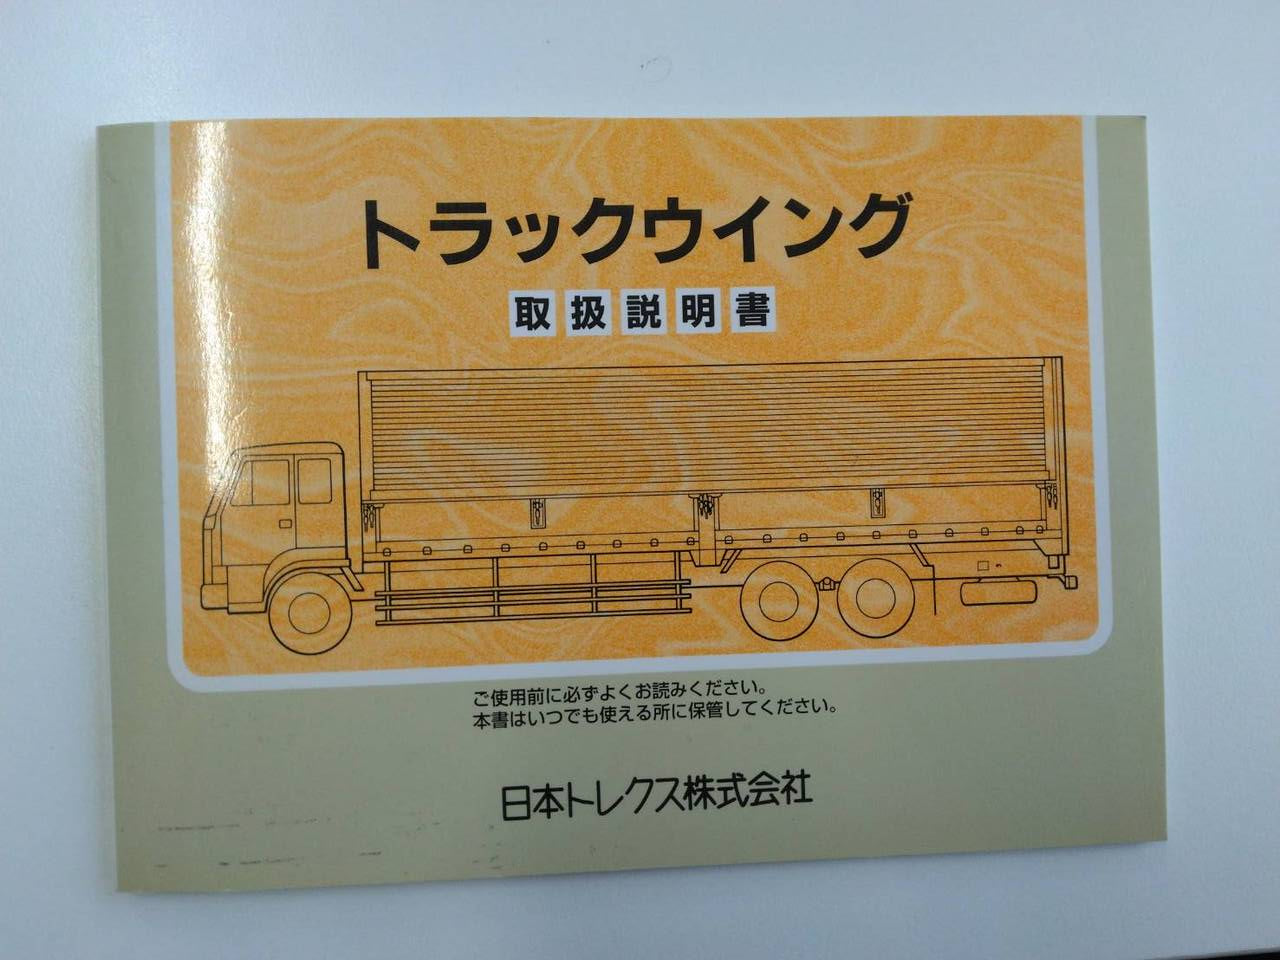 トラックウイング
取扱説明書
ご使用前に必ずよくお読みください。
本書はいつでも使える所に保管してください。
日本トレクス株式会社